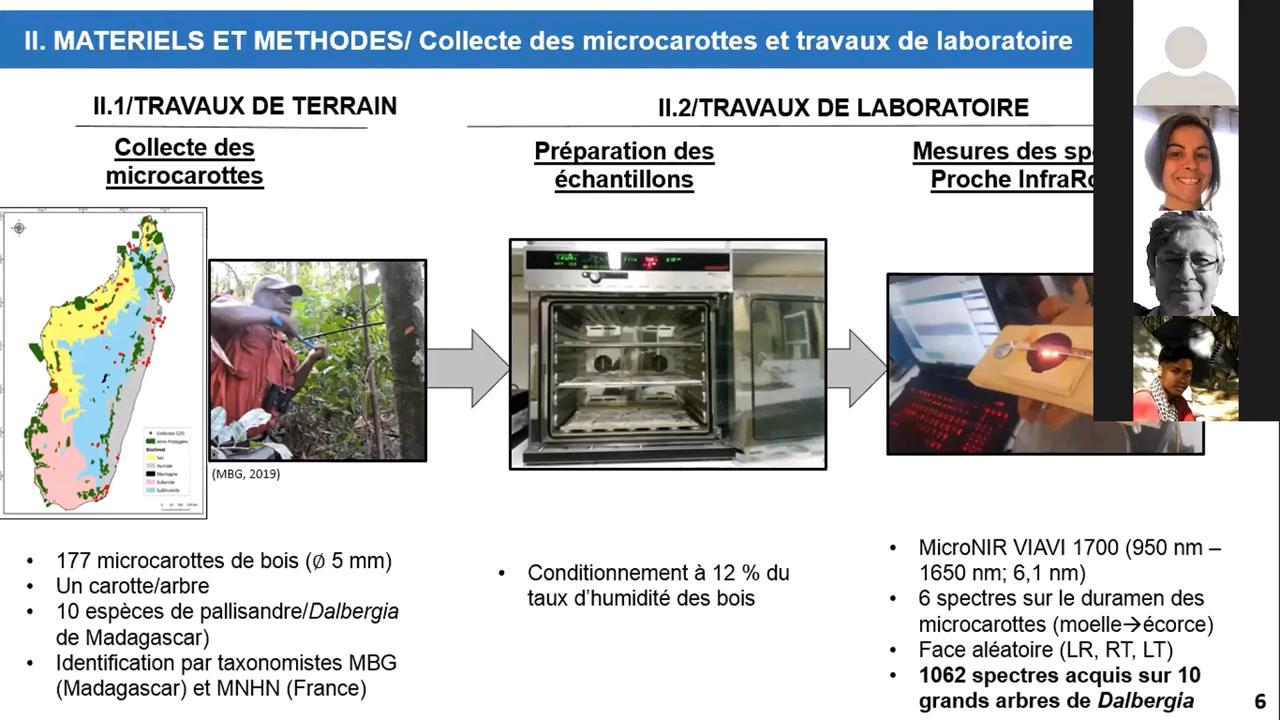 II. MATERIELS ET METHODES/ Collecte des microcarottes et travaux de laboratoire
II.1/TRAVAUX DE TERRAIN
Collecte des
microcarottes
(MBG, 2019)
• 177 microcarottes de bois (∅ 5 mm)
• Un carotte/arbre
• 10 espèces de pallisandre/Dalbergia
de Madagascar)
• Identification par taxonomistes MBG
(Madagascar) et MNHN (France)
II.2/TRAVAUX DE LABORATOIRE
Préparation des
échantillons
• Conditionnement à 12 % du
taux d'humidité des bois
Mesures des
Proche
• MicroNIR VIAVI 1700 (950 nm –
1650 nm; 6,1 nm)
• 6 spectres sur le duramen des
microcarottes (moelle→écorce)
• Face aléatoire (LR, RT, LT)
• 1062 spectres acquis sur 10
grands arbres de Dalbergia
6